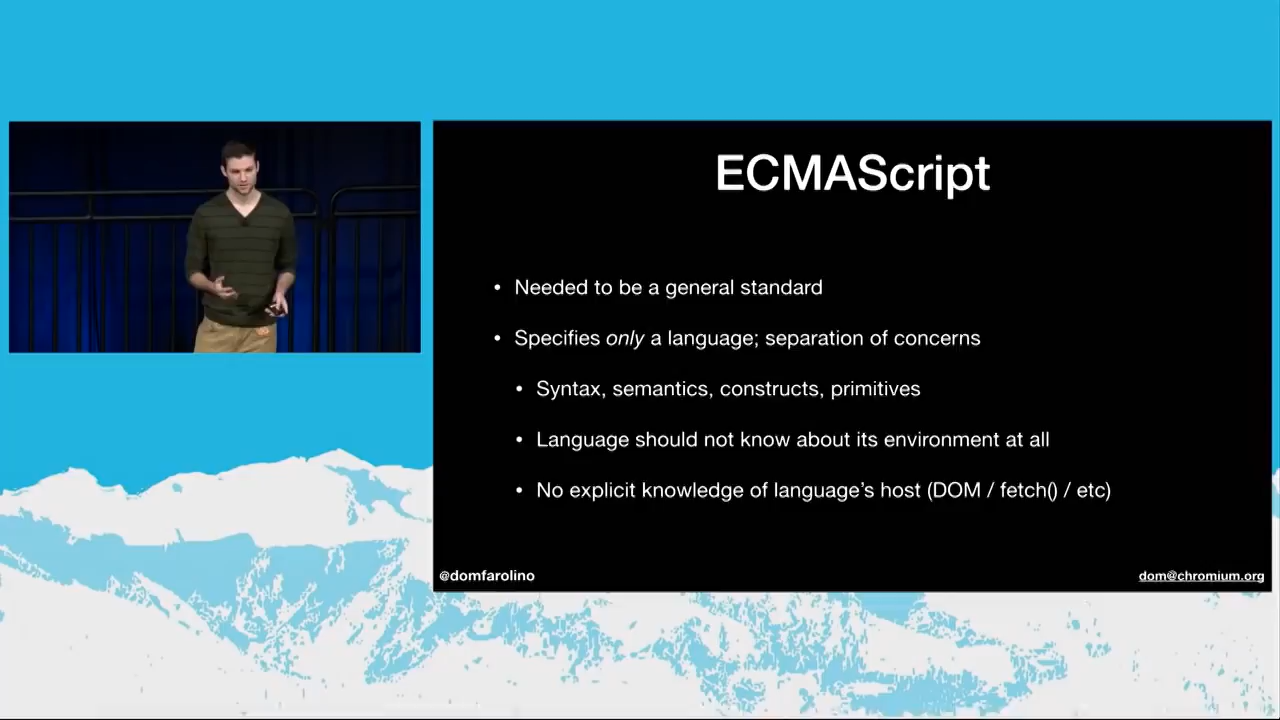 ECMAScript
• Needed to be a general standard
• Specifies only a language; separation of concerns
• Syntax, semantics, constructs, primitives
• Language should not know about its environment at all
• No explicit knowledge of language’s host (DOM / fetch() / etc)
@domfarolino
dom@chromium.org